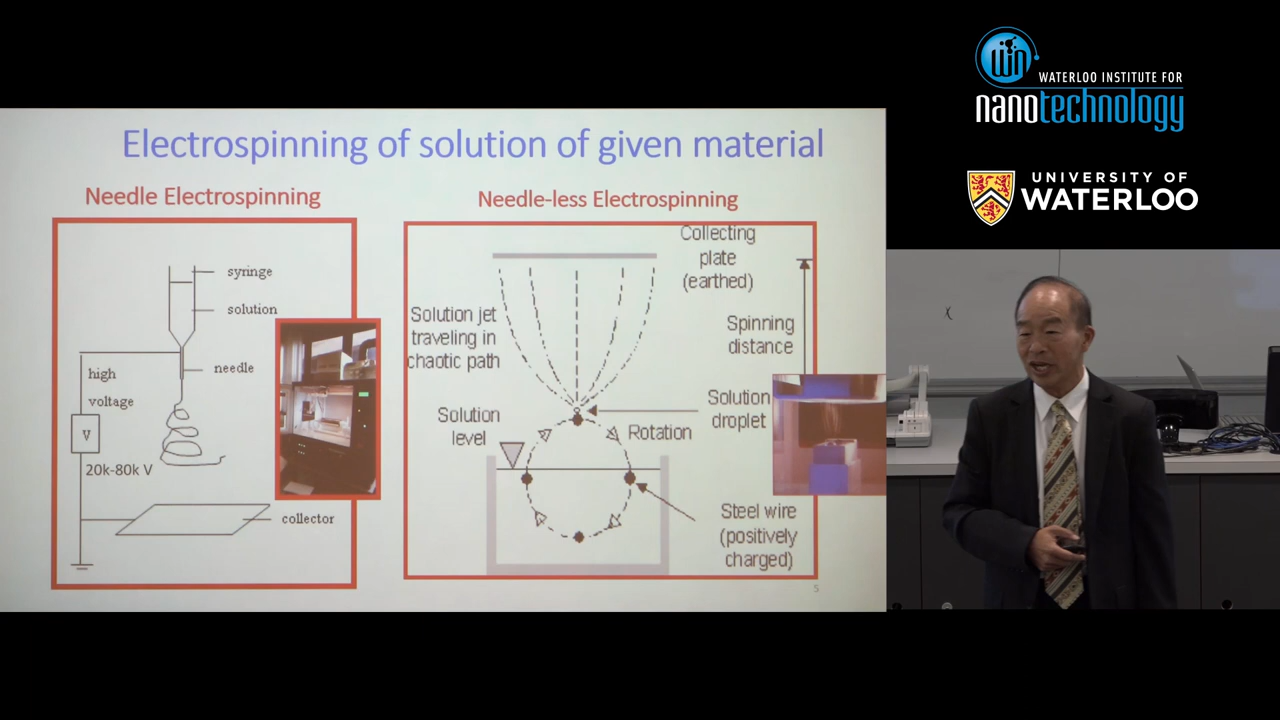 Electrospinning of solution of given material
Needle Electrospinning
syringe
solution
needle
high
voltage
V
20k-80k V
collector
Needle-less Electrospinning
Collecting
plate
(earthed)
Solution jet
traveling in
chaotic path
Spinning
distance
Solution
droplet
Solution
level
Rotation
Steel wire
(positively
charged)
5
WIN
WATERLOO INSTITUTE FOR
nanotechnology
UNIVERSITY OF
WATERLOO